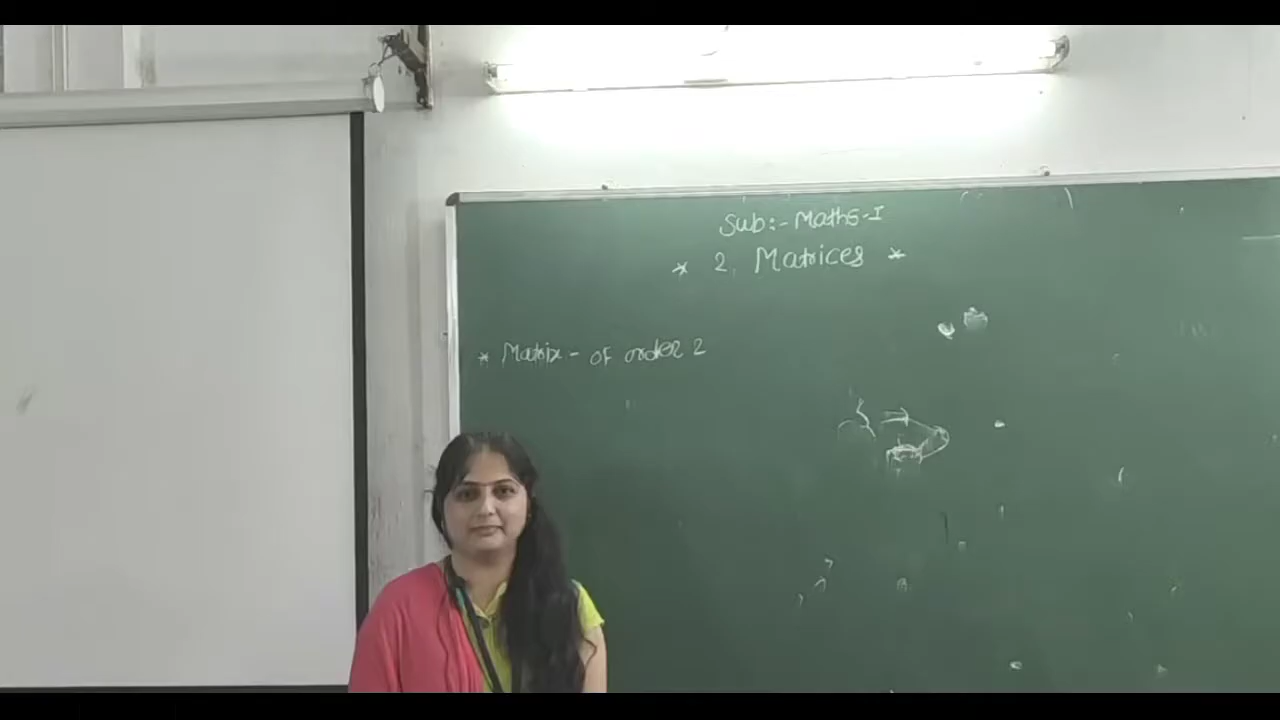 Sub:- Maths-I
* 2. Matrices *
* Matrix - of order 2